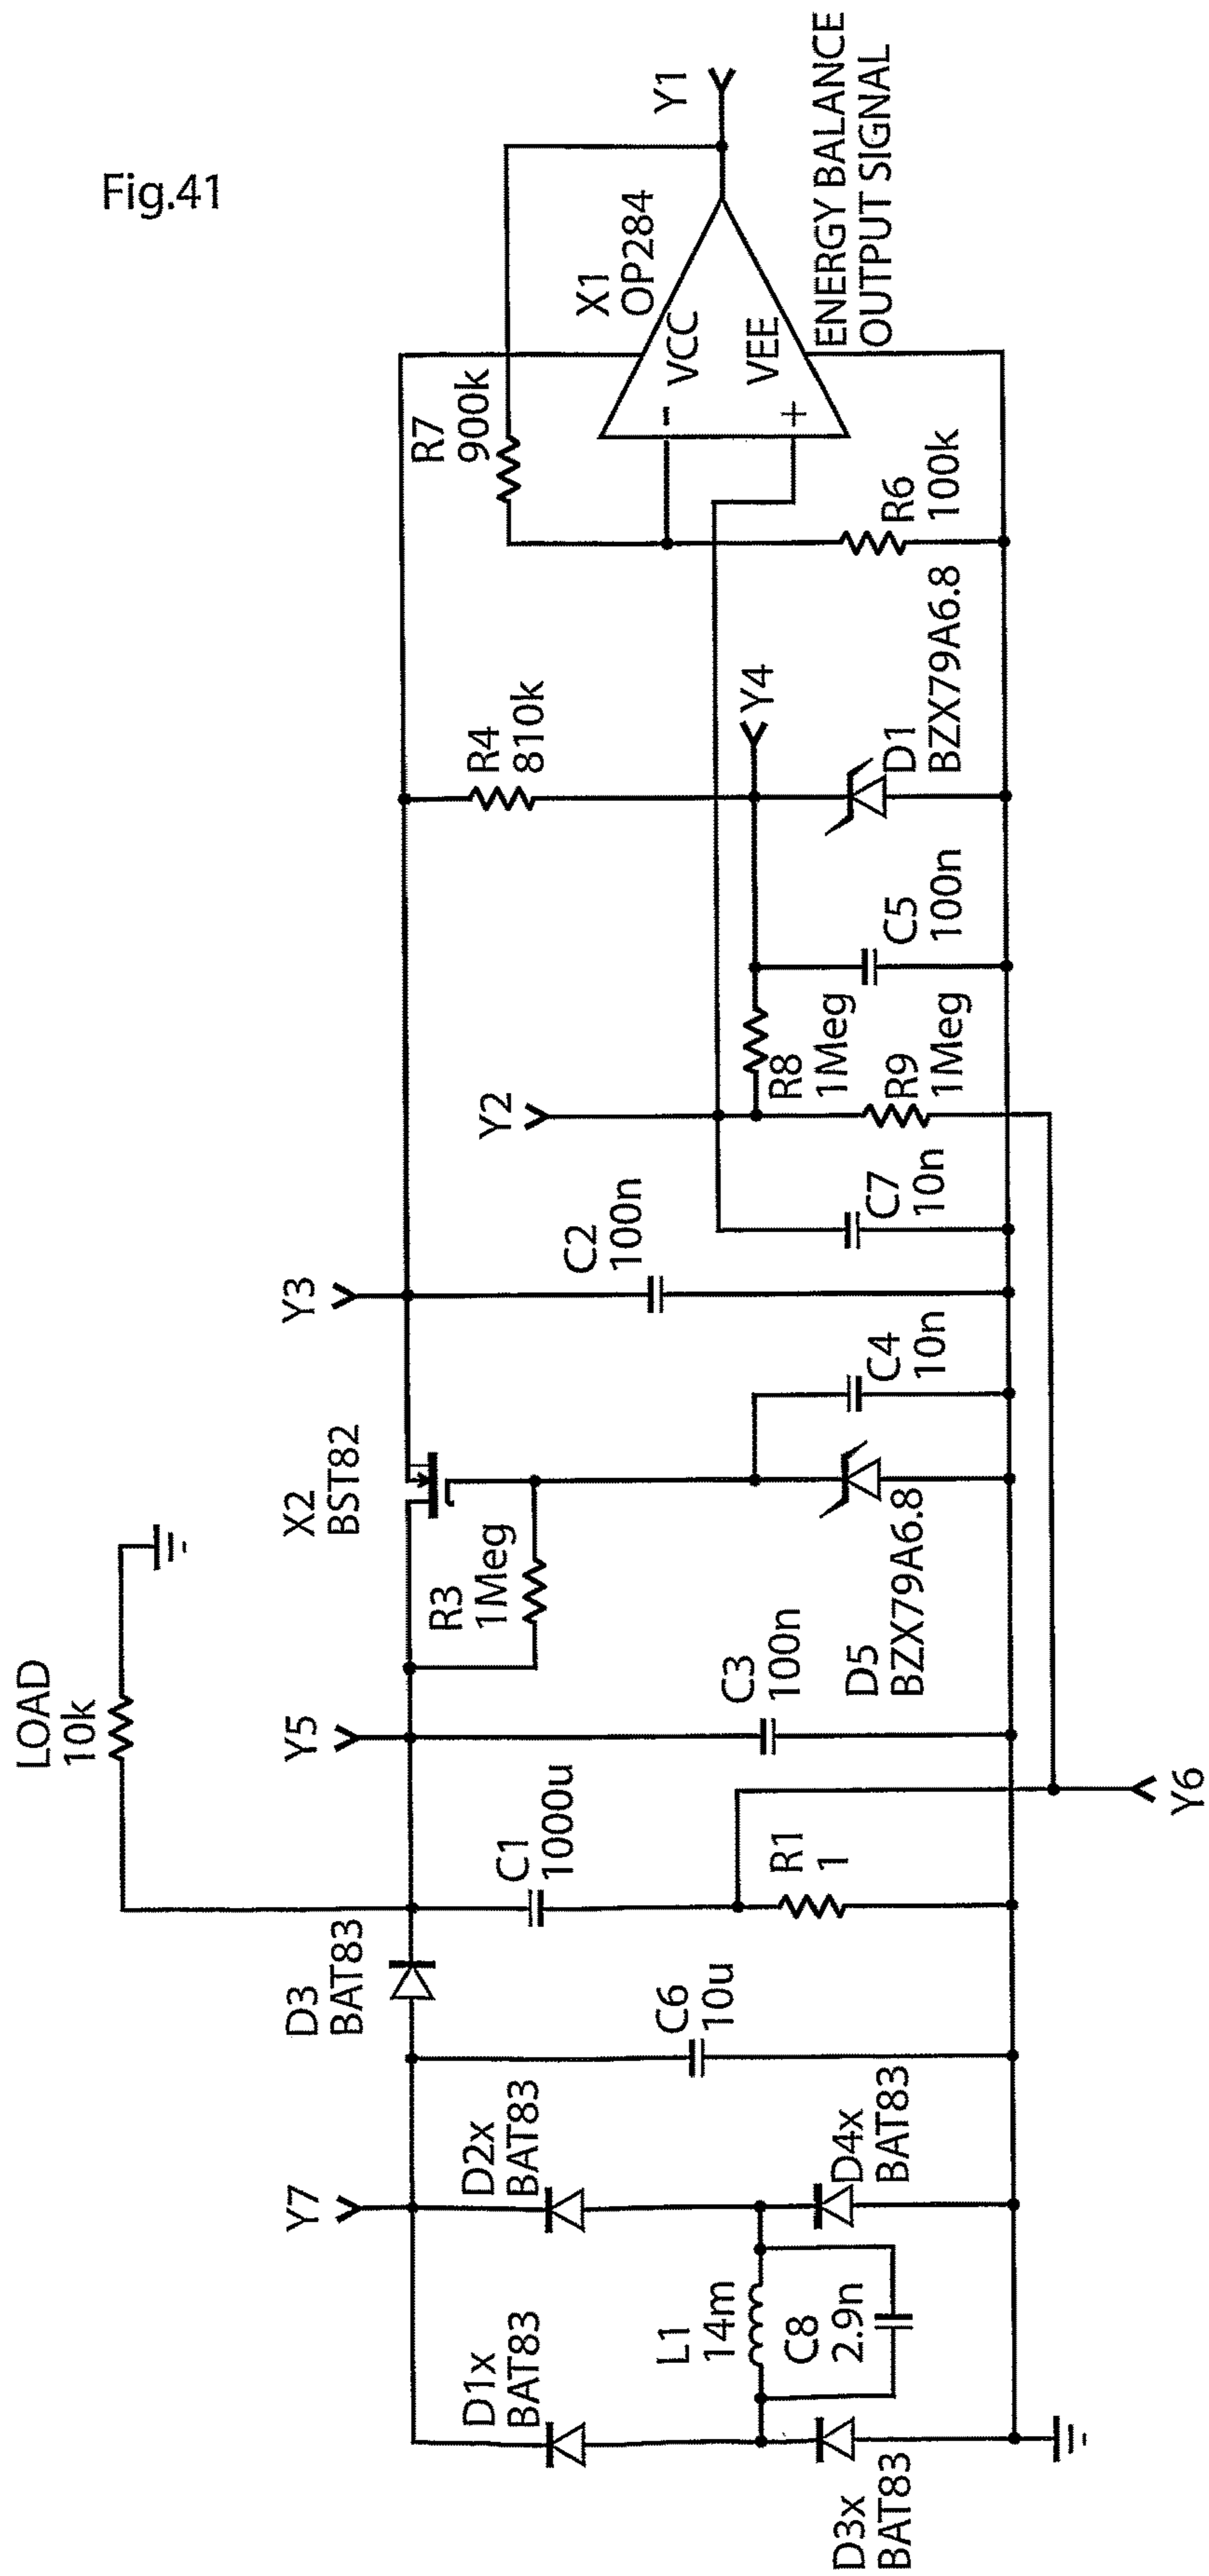 Fig.41
LOAD
10k
D1x
BAT83
D3x
BAT83
L1
14m
C8
2.9n
Y7
D2x
BAT83
D4x
BAT83
C6
10u
D3
BAT83
C1
1000u
R1
1
Y6
Y5
C3
100n
R3
1Meg
X2
BST82
D5
BZX79A6.8
C4
10n
Y3
C2
100n
C7
10n
Y2
R8
1Meg
R9
1Meg
C5
100n
R4
810k
Y4
D1
BZX79A6.8
R7
900k
R6
100k
X1
OP284
VCC
VEE
-
+
Y1
ENERGY BALANCE
OUTPUT SIGNAL